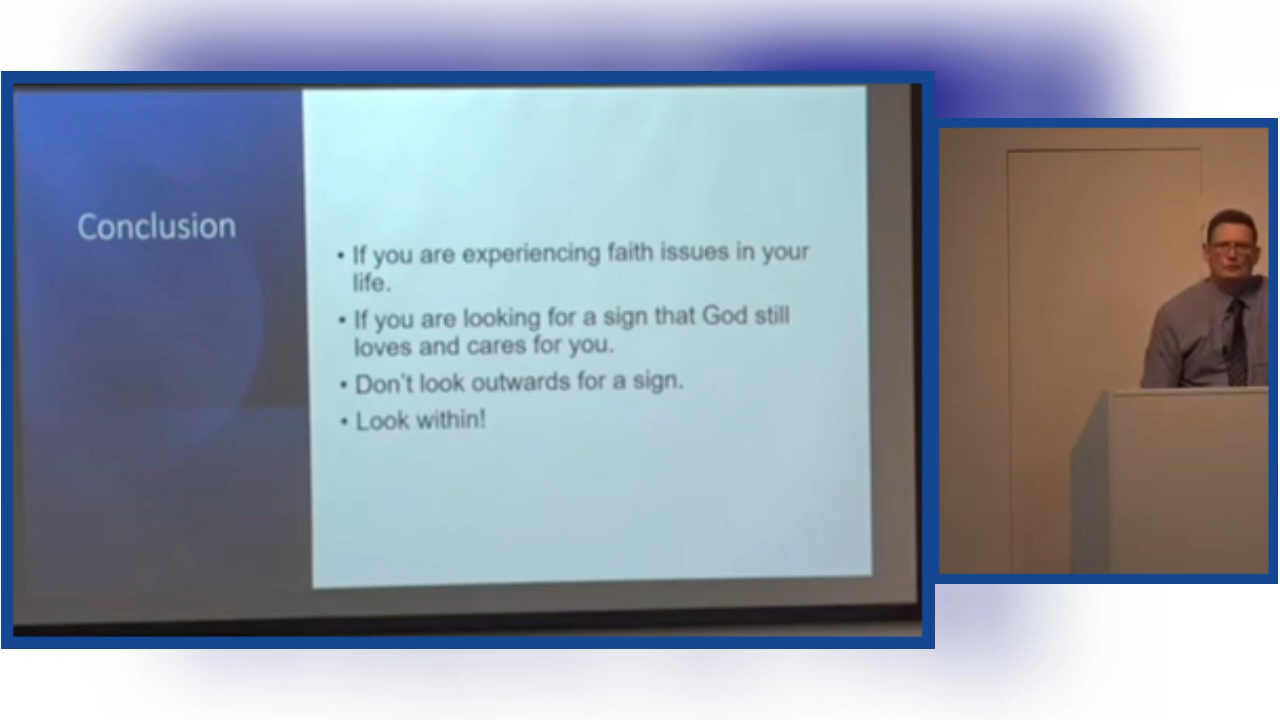 Conclusion
• If you are experiencing faith issues in your
life.
• If you are looking for a sign that God still
loves and cares for you.
• Don't look outwards for a sign.
• Look within!